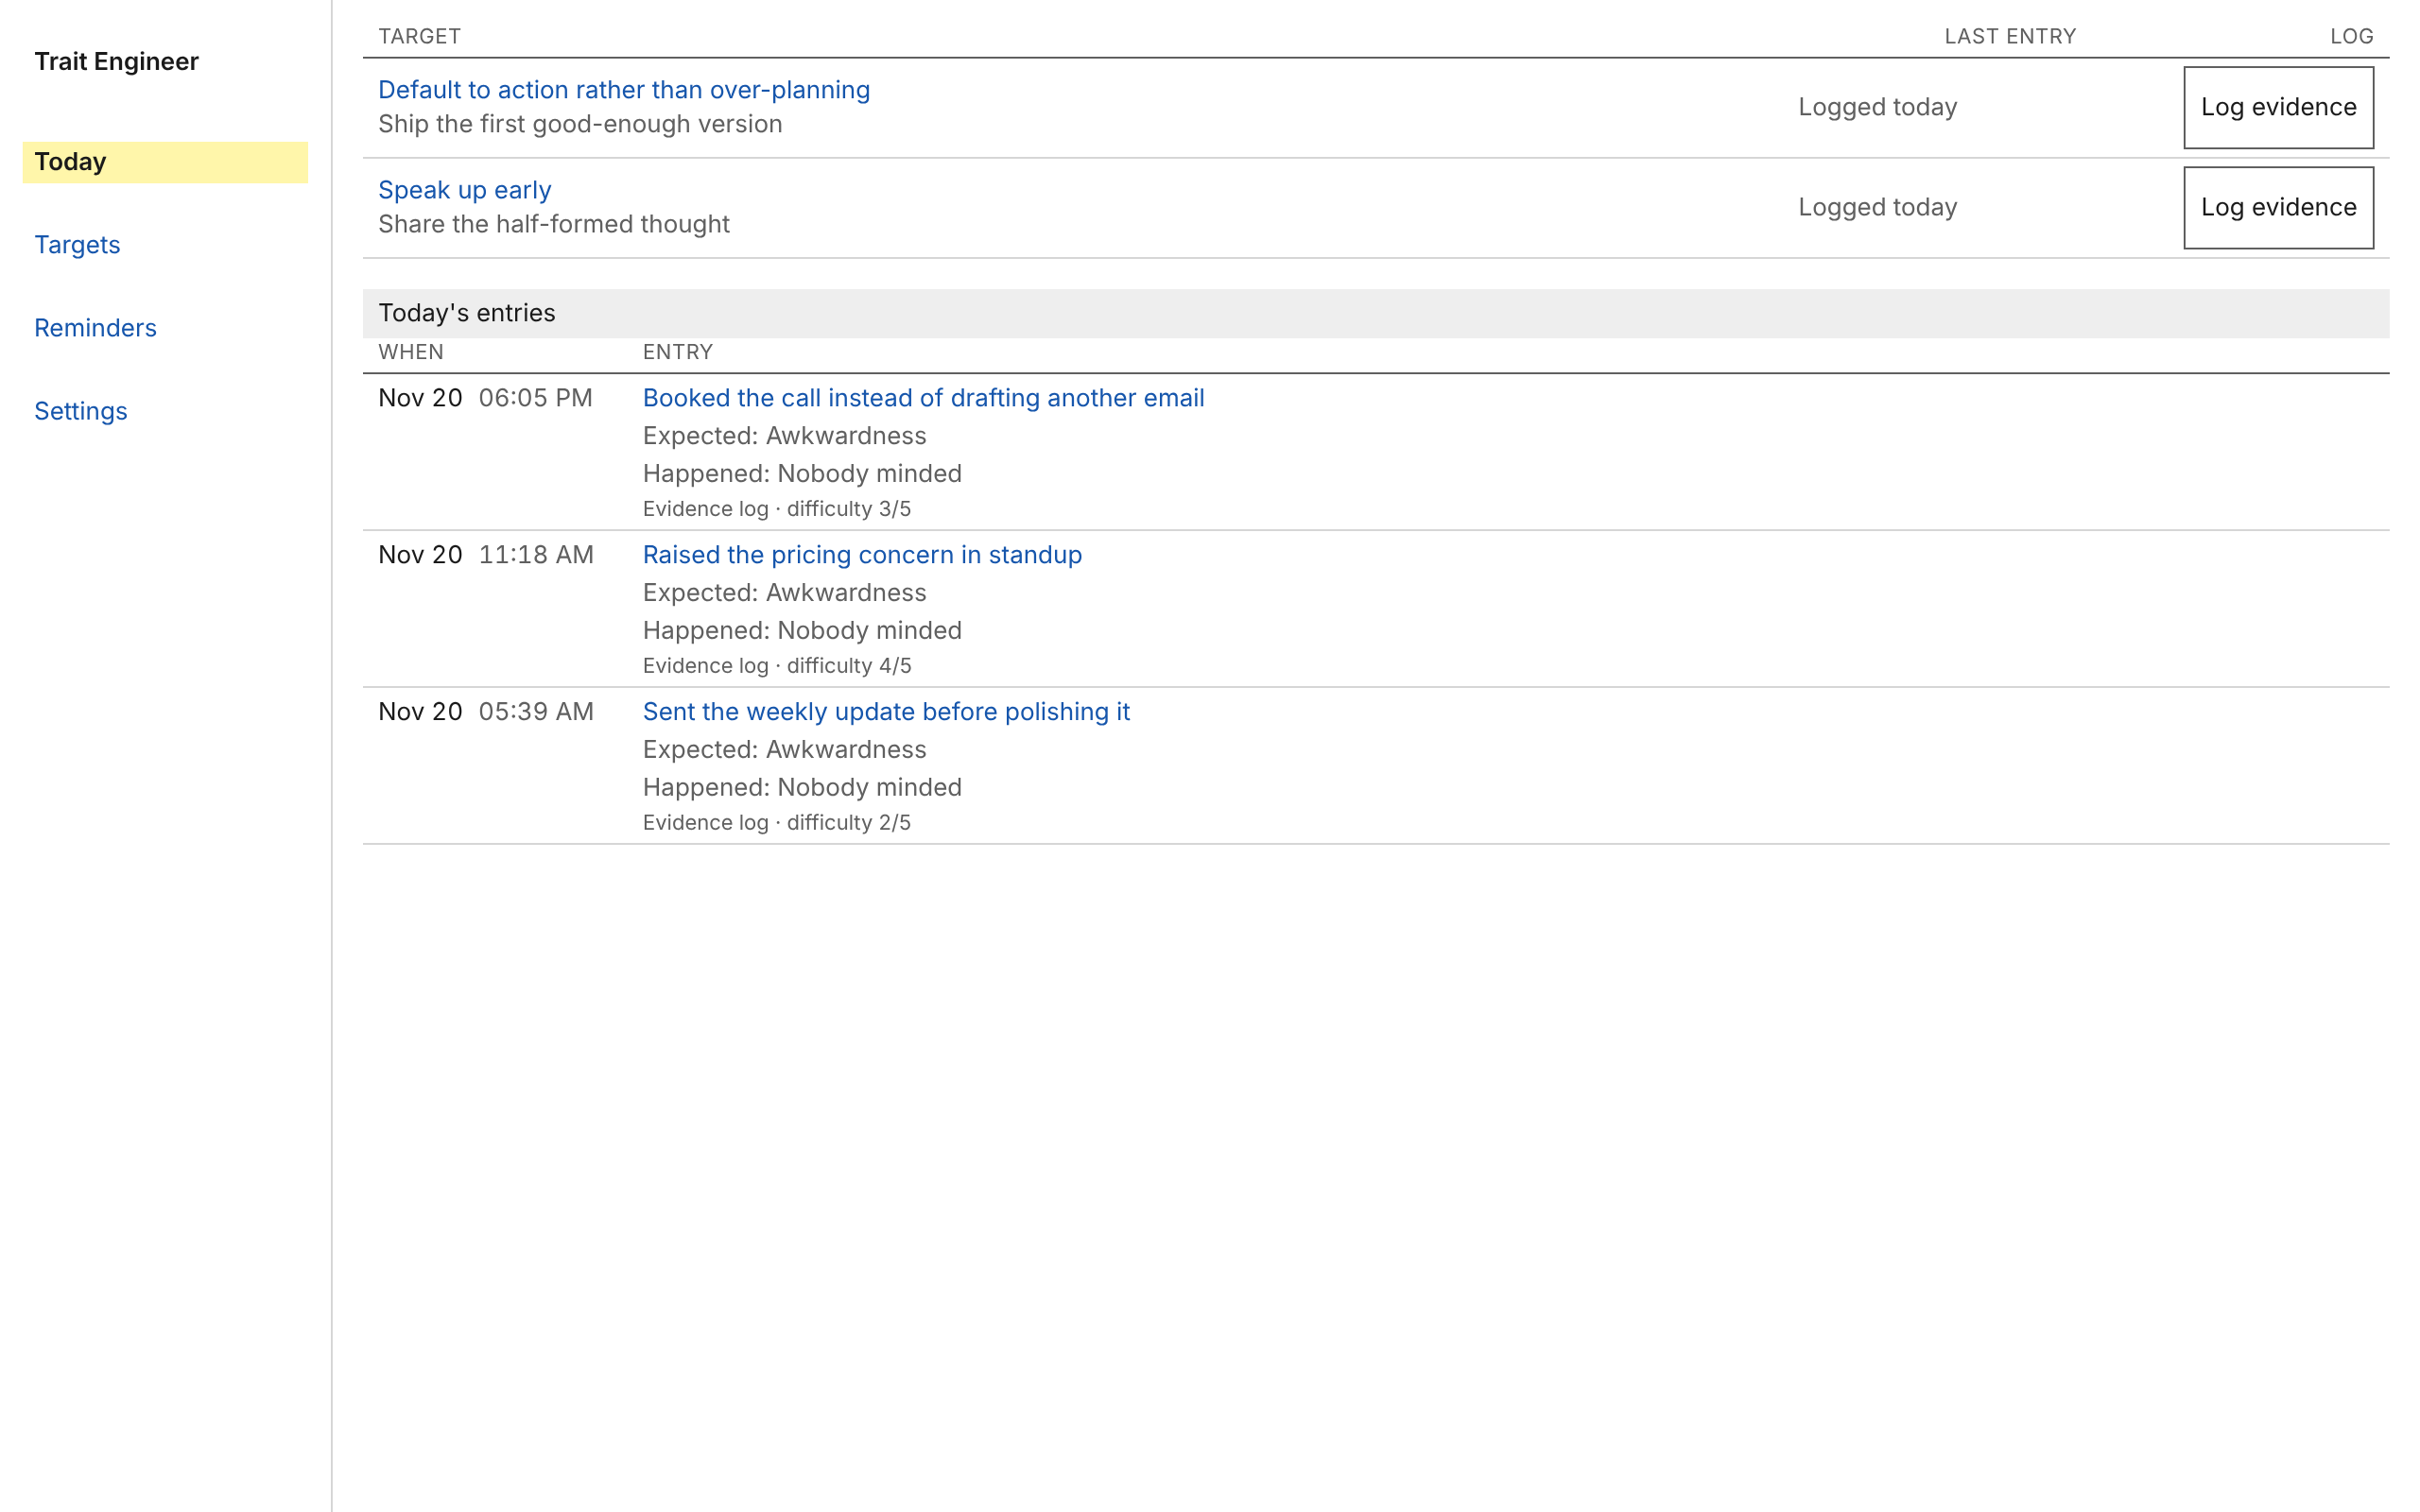 Trait Engineer
Today
Targets
Reminders
Settings
TARGET LAST ENTRY LOG
Default to action rather than over-planning
Ship the first good-enough version
Logged today
Log evidence
Speak up early
Share the half-formed thought
Logged today
Log evidence
Today's entries
WHEN ENTRY
Nov 20 06:05 PM Booked the call instead of drafting another email
Expected: Awkwardness
Happened: Nobody minded
Evidence log · difficulty 3/5
Nov 20 11:18 AM Raised the pricing concern in standup
Expected: Awkwardness
Happened: Nobody minded
Evidence log · difficulty 4/5
Nov 20 05:39 AM Sent the weekly update before polishing it
Expected: Awkwardness
Happened: Nobody minded
Evidence log · difficulty 2/5